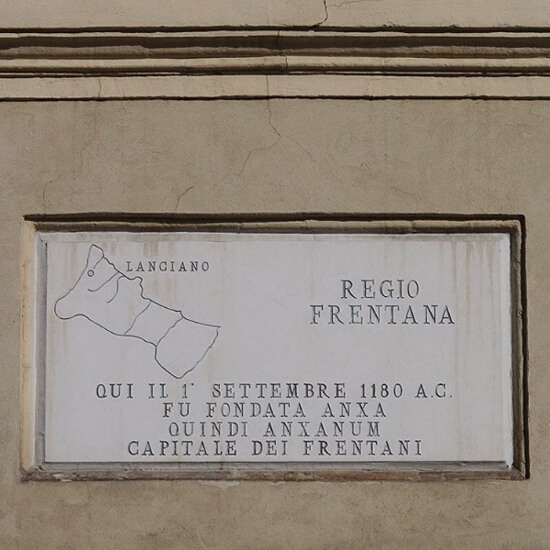 LANCIANO
REGIO
FRENTANA
QUI IL 1° SETTEMBRE 1180 A.C.
FU FONDATA ANXA
QUINDI ANXANUM
CAPITALE DEI FRENTANI